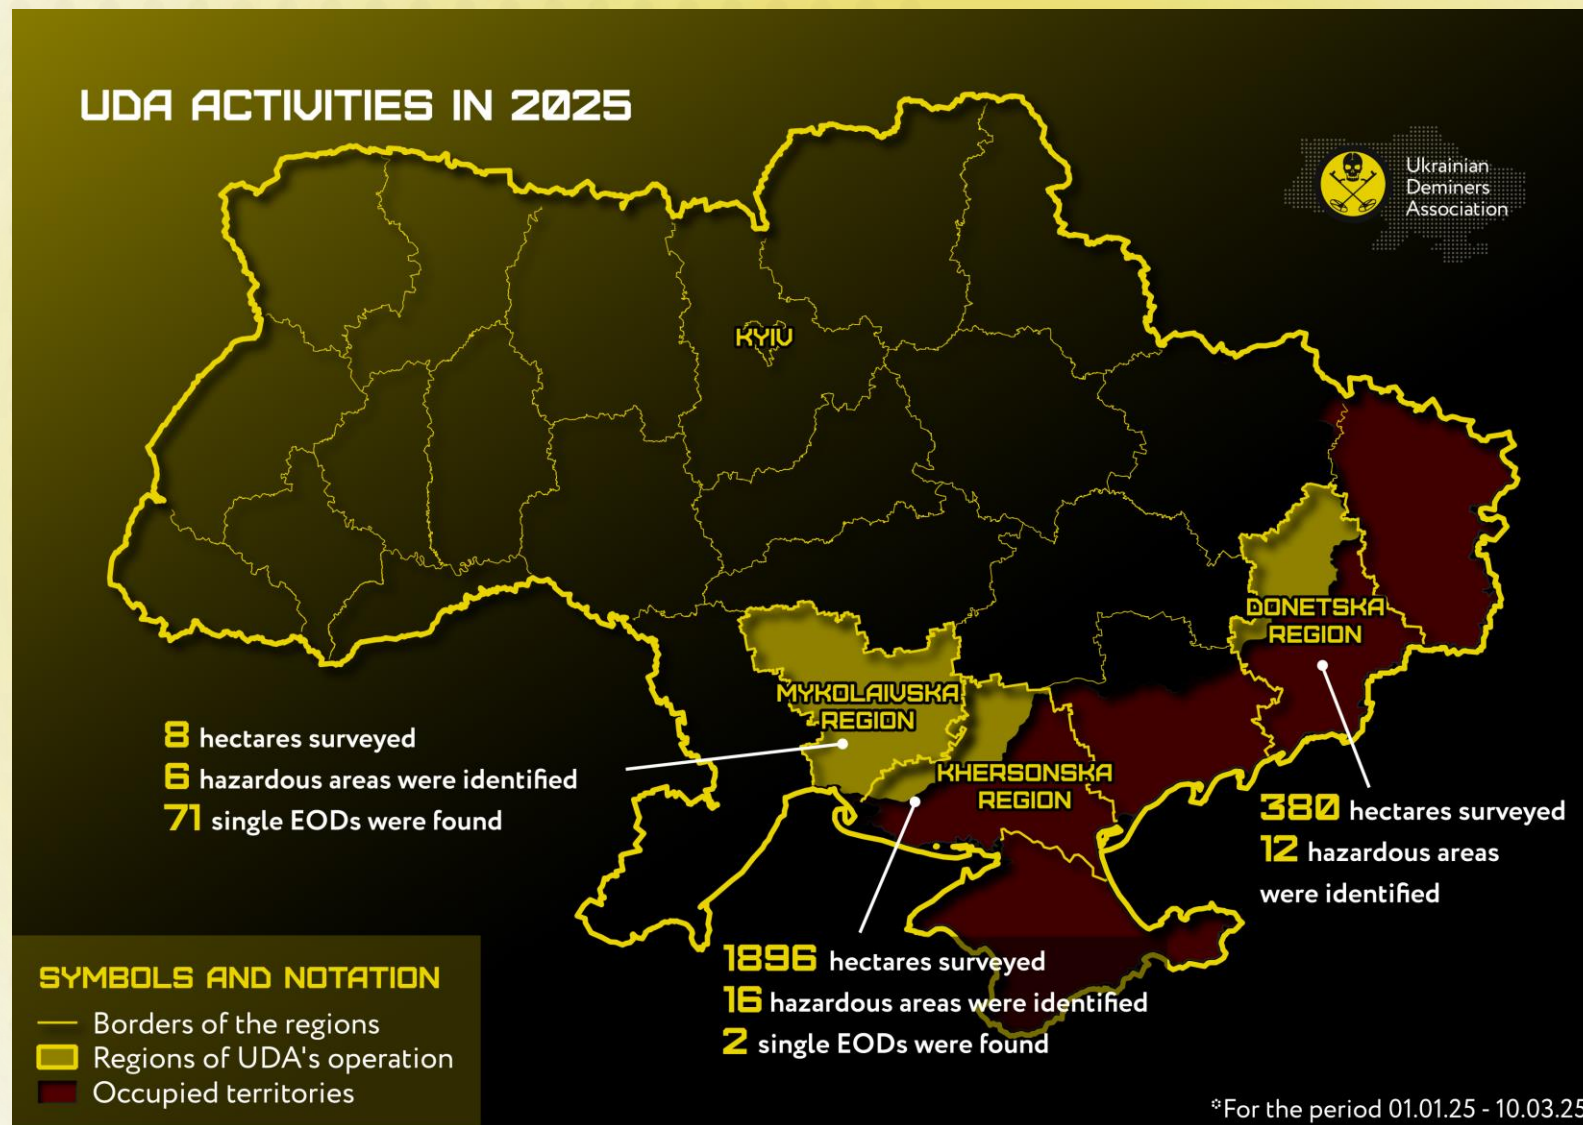 UDA ACTIVITIES IN 2025
Ukrainian
Deminers
Association
KYIV
DONETSKA
REGION
MYKOLAIVSKA
REGION
KHERSONSKA
REGION
8 hectares surveyed
6 hazardous areas were identified
71 single EODs were found
380 hectares surveyed
12 hazardous areas
were identified
1896 hectares surveyed
16 hazardous areas were identified
2 single EODs were found
SYMBOLS AND NOTATION
Borders of the regions
Regions of UDA's operation
Occupied territories
*For the period 01.01.25 - 10.03.25